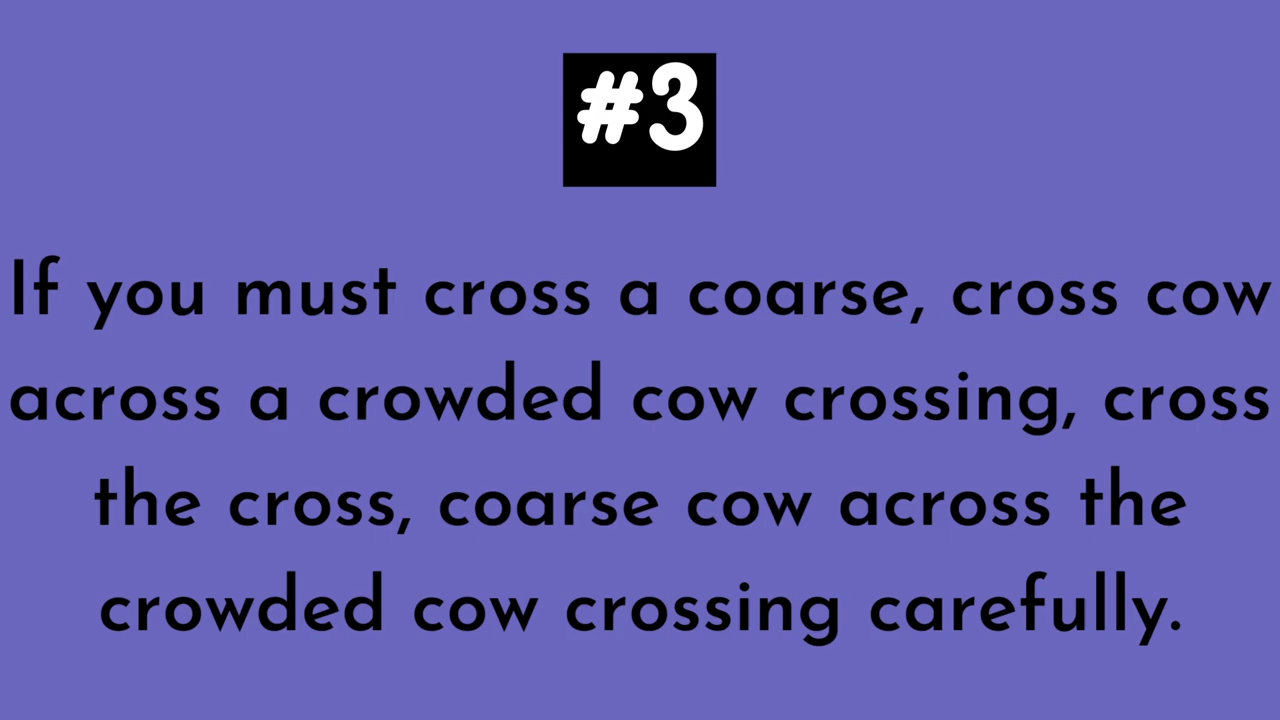 #3
If you must cross a coarse, cross cow
across a crowded cow crossing, cross
the cross, coarse cow across the
crowded cow crossing carefully.